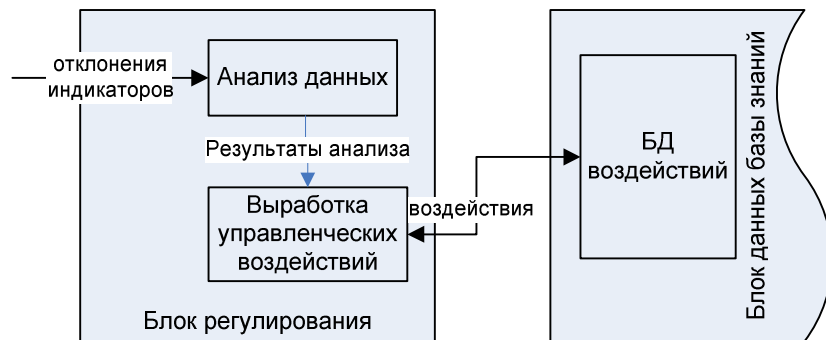 отклонения
индикаторов
Анализ данных
Результаты анализа
Выработка
управленческих
воздействий
Блок регулирования
воздействия
БД
воздействий
Блок данных базы знаний